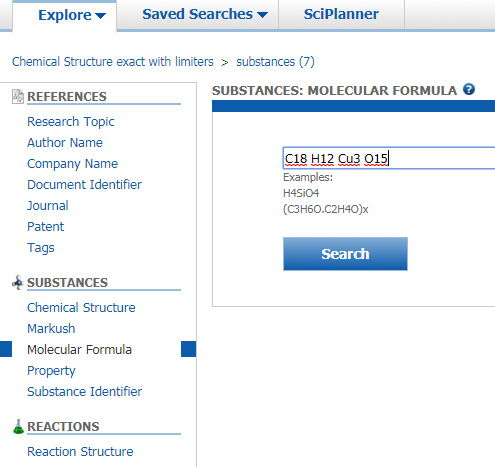 Explore Saved Searches SciPlanner
Chemical Structure exact with limiters > substances (7)
REFERENCES
Research Topic
Author Name
Company Name
Document Identifier
Journal
Patent
Tags
SUBSTANCES
Chemical Structure
Markush
Molecular Formula
Property
Substance Identifier
REACTIONS
Reaction Structure
SUBSTANCES: MOLECULAR FORMULA ?
C18 H12 Cu3 O15
Examples:
H4SiO4
(C3H6O.C2H4O)x
Search